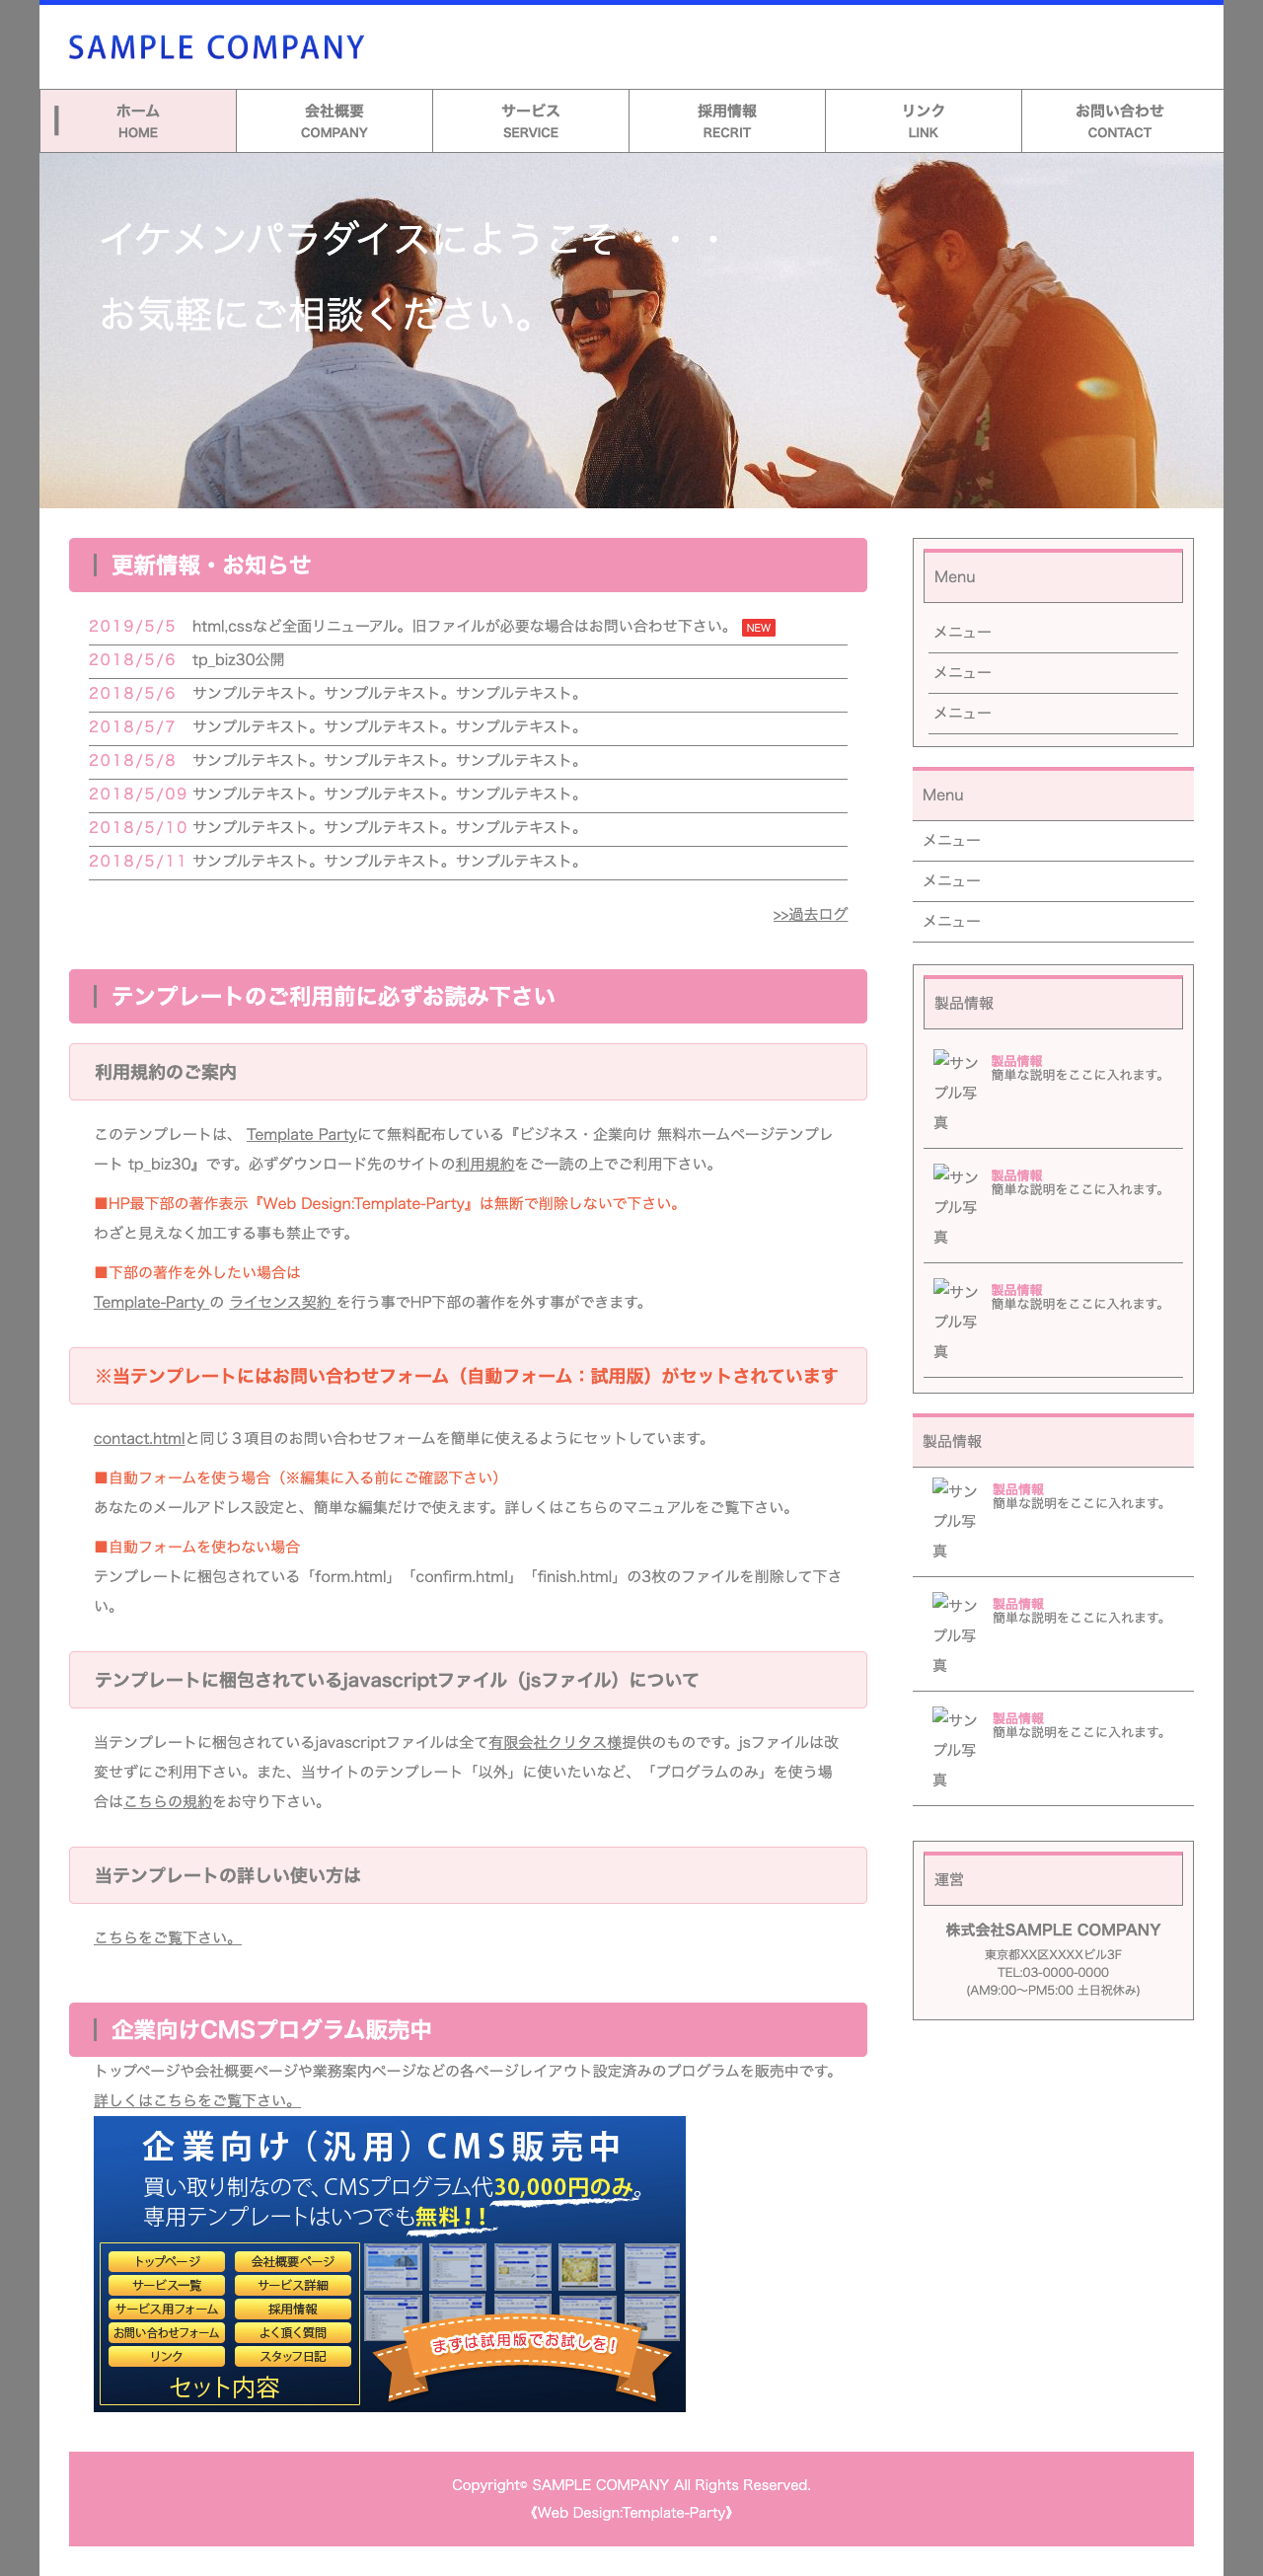 SAMPLE COMPANY
ホーム
HOME
会社概要
COMPANY
サービス
SERVICE
採用情報
RECRIT
リンク
LINK
お問い合わせ
CONTACT
イケメンパラダイスにようこそ・・・
お気軽にご相談ください。
更新情報・お知らせ
2019/5/5 html,cssなど全面リニューアル。旧ファイルが必要な場合はお問い合わせ下さい。 NEW
2018/5/6 tp_biz30公開
2018/5/6 サンプルテキスト。サンプルテキスト。サンプルテキスト。
2018/5/7 サンプルテキスト。サンプルテキスト。サンプルテキスト。
2018/5/8 サンプルテキスト。サンプルテキスト。サンプルテキスト。
2018/5/09 サンプルテキスト。サンプルテキスト。サンプルテキスト。
2018/5/10 サンプルテキスト。サンプルテキスト。サンプルテキスト。
2018/5/11 サンプルテキスト。サンプルテキスト。サンプルテキスト。
>>過去ログ
テンプレートのご利用前に必ずお読み下さい
利用規約のご案内
このテンプレートは、 Template Partyにて無料配布している『ビジネス・企業向け 無料ホームページテンプレ
ート tp_biz30』です。必ずダウンロード先のサイトの利用規約をご一読の上でご利用下さい。
■HP最下部の著作表示『Web Design:Template-Party』は無断で削除しないで下さい。
わざと見えなく加工する事も禁止です。
■下部の著作を外したい場合は
Template-Party の ライセンス契約 を行う事でHP下部の著作を外す事ができます。
※当テンプレートにはお問い合わせフォーム（自動フォーム：試用版）がセットされています
contact.htmlと同じ３項目のお問い合わせフォームを簡単に使えるようにセットしています。
■自動フォームを使う場合（※編集に入る前にご確認下さい）
あなたのメールアドレス設定と、簡単な編集だけで使えます。詳しくはこちらのマニュアルをご覧下さい。
■自動フォームを使わない場合
テンプレートに梱包されている「form.html」「confirm.html」「finish.html」の3枚のファイルを削除して下さ
い。
テンプレートに梱包されているjavascriptファイル（jsファイル）について
当テンプレートに梱包されているjavascriptファイルは全て有限会社クリタス様提供のものです。jsファイルは改
変せずにご利用下さい。また、当サイトのテンプレート「以外」に使いたいなど、「プログラムのみ」を使う場
合はこちらの規約をお守り下さい。
当テンプレートの詳しい使い方は
こちらをご覧下さい。
企業向けCMSプログラム販売中
トップページや会社概要ページや業務案内ページなどの各ページレイアウト設定済みのプログラムを販売中です。
詳しくはこちらをご覧下さい。
企業向け（汎用）CMS販売中
買い取り制なので、CMSプログラム代30,000円のみ。
専用テンプレートはいつでも無料！！
トップページ
会社概要ページ
サービス一覧
サービス詳細
サービス用フォーム
採用情報
お問い合わせフォーム
よく頂く質問
リンク
スタッフ日記
セット内容
まずは試用版でお試しを！
Menu
メニュー
メニュー
メニュー
Menu
メニュー
メニュー
メニュー
製品情報
サン
プル写
真
製品情報
簡単な説明をここに入れます。
サン
プル写
真
製品情報
簡単な説明をここに入れます。
サン
プル写
真
製品情報
簡単な説明をここに入れます。
製品情報
サン
プル写
真
製品情報
簡単な説明をここに入れます。
サン
プル写
真
製品情報
簡単な説明をここに入れます。
サン
プル写
真
製品情報
簡単な説明をここに入れます。
運営
株式会社SAMPLE COMPANY
東京都XX区XXXXビル3F
TEL:03-0000-0000
(AM9:00〜PM5:00 土日祝休み)
Copyright© SAMPLE COMPANY All Rights Reserved.
《Web Design:Template-Party》